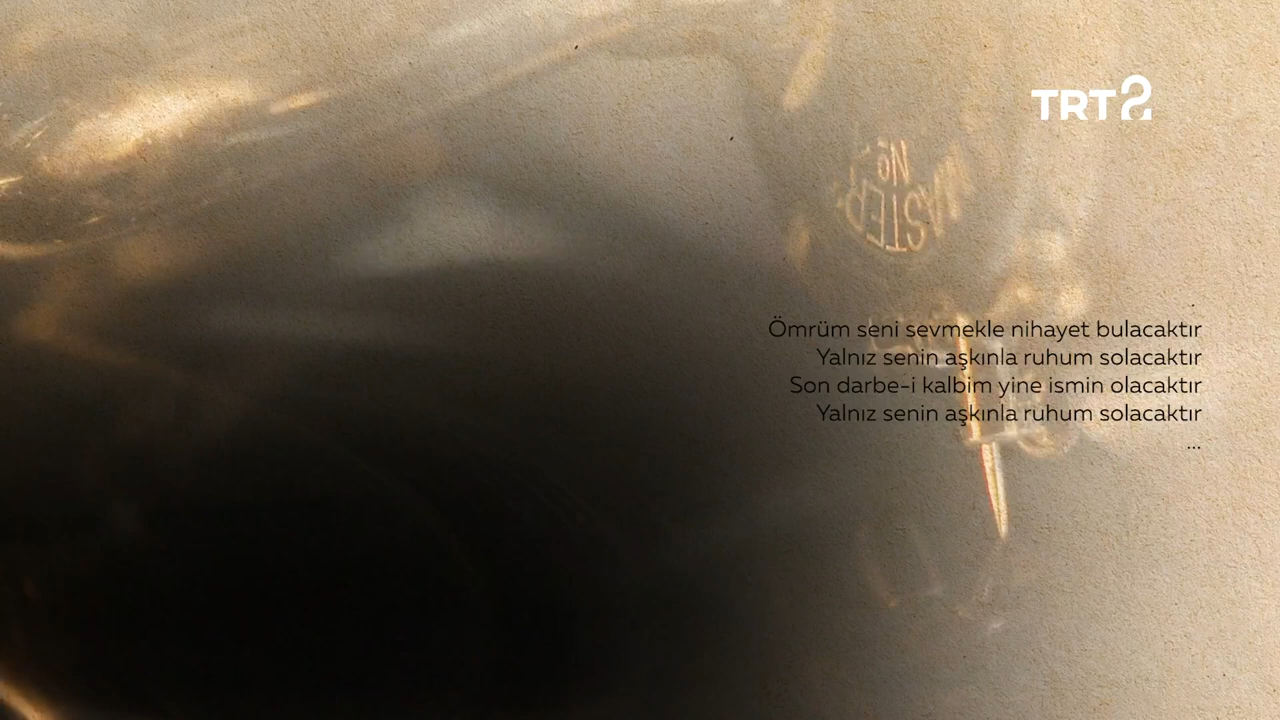 TRT2
No
MASTER
Ömrüm seni sevmekle nihayet bulacaktır
Yalnız senin aşkınla ruhum solacaktır
Son darbe-i kalbim yine ismin olacaktır
Yalnız senin aşkınla ruhum solacaktır
...